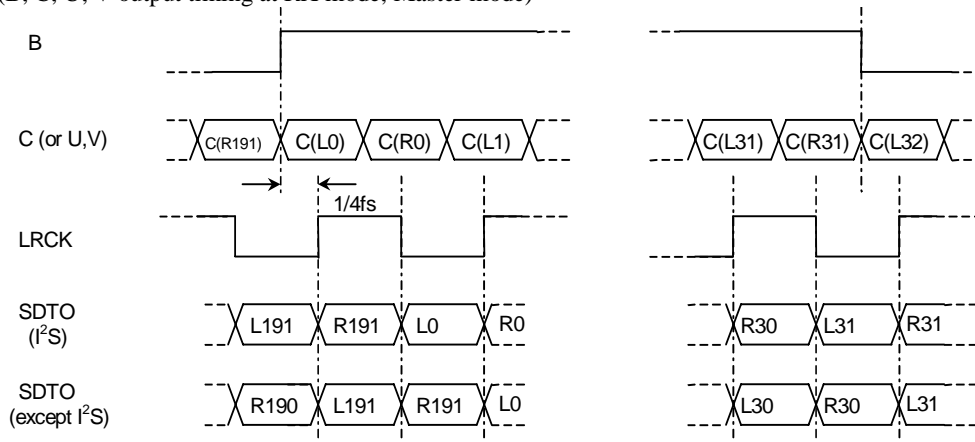 (B, C, U, V output timing at RX mode, Master mode)
B
C (or U,V) C(R191) C(L0) C(R0) C(L1) C(L31) C(R31) C(L32)
1/4fs
LRCK
SDTO
(I²S) L191 R191 L0 R0 R30 L31 R31
SDTO
(except I²S) R190 L191 R191 L0 L30 R30 L31